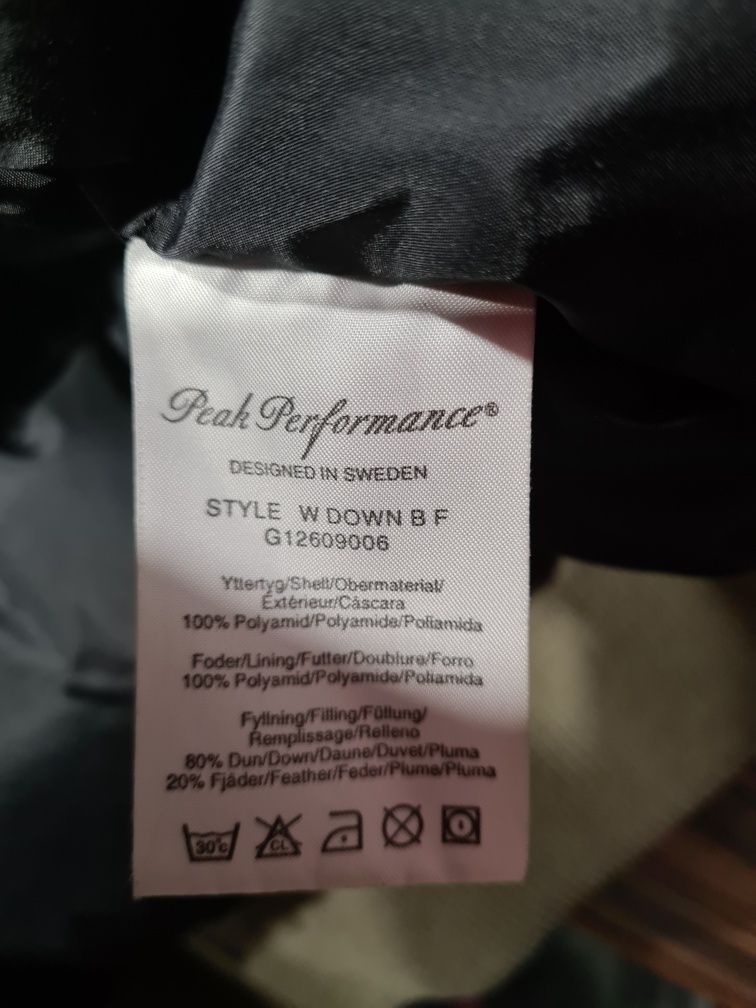 Peak Performance®
DESIGNED IN SWEDEN
STYLE W DOWN B F
G12609006
Yttertyg/Shell/Obermaterial/
Extérieur/Cáscara
100% Polyamid/Polyamide/Poliamida
Foder/Lining/Futter/Doublure/Forro
100% Polyamid/Polyamide/Poliamida
Fyllning/Filling/Füllung/
Remplissage/Relleno
80% Dun/Down/Daune/Duvet/Pluma
20% Fjäder/Feather/Feder/Plume/Pluma
30°c CL